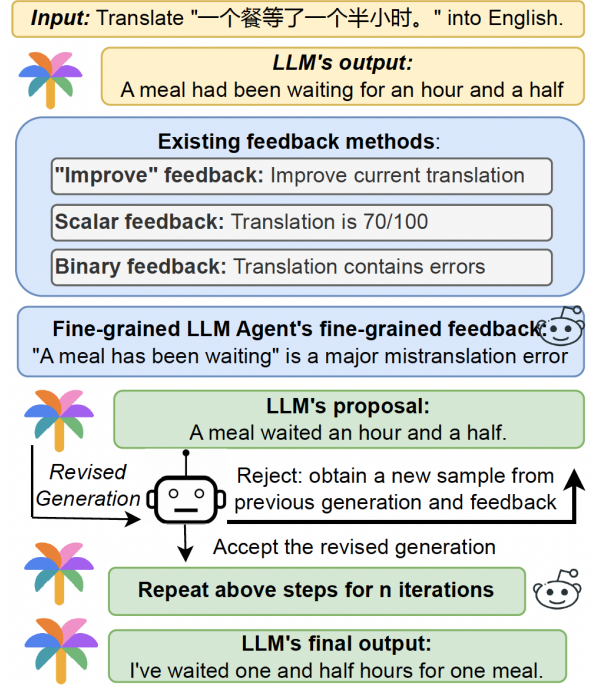 Input: Translate "一个餐等了一个半小时。" into English.
LLM's output:
A meal had been waiting for an hour and a half
Existing feedback methods:
"Improve" feedback: Improve current translation
Scalar feedback: Translation is 70/100
Binary feedback: Translation contains errors
Fine-grained LLM Agent's fine-grained feedback:
"A meal has been waiting" is a major mistranslation error
LLM's proposal:
A meal waited an hour and a half.
Revised
Generation
Reject: obtain a new sample from
previous generation and feedback
Accept the revised generation
Repeat above steps for n iterations
LLM's final output:
I've waited one and half hours for one meal.